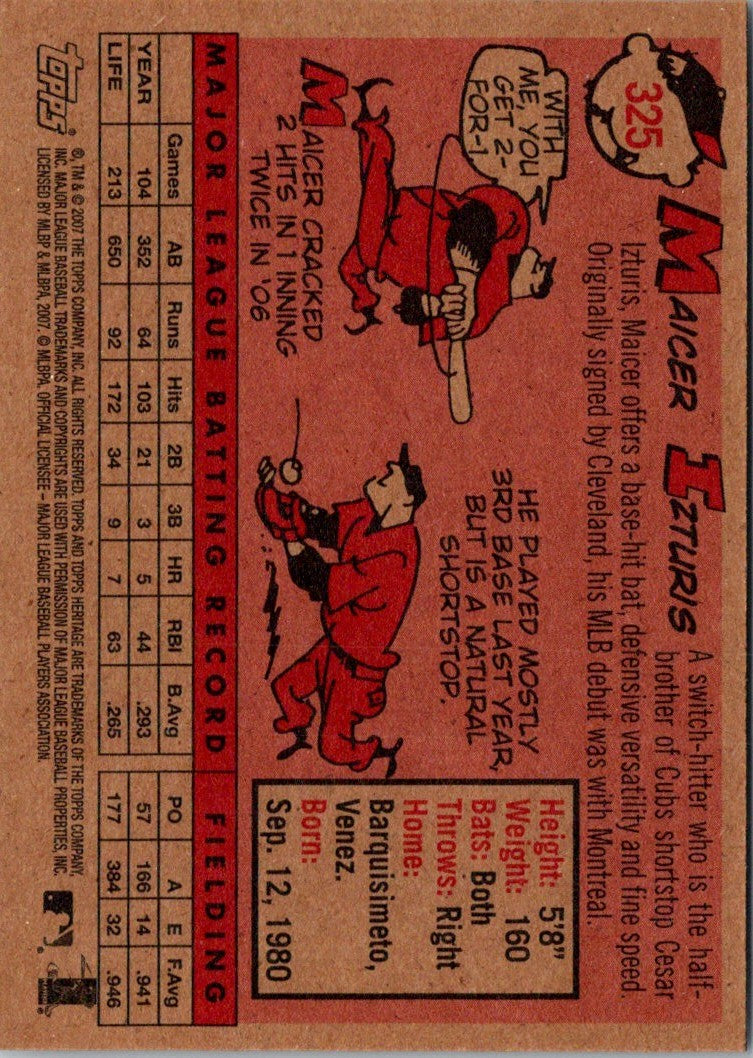 325
MAICER IZTURIS
A switch-hitter who is the half-
brother of Cubs shortstop Cesar
Izturis, Maicer offers a base-hit bat, defensive versatility and fine speed.
Originally signed by Cleveland, his MLB debut was with Montreal.
WITH
ME, YOU
GET 2-
FOR-1
MAICER CRACKED
2 HITS IN 1 INNING
TWICE IN '06
HE PLAYED MOSTLY
3RD BASE LAST YEAR,
BUT IS A NATURAL
SHORTSTOP.
Height: 5'8"
Weight: 160
Bats: Both
Throws: Right
Home:
Barquisimeto,
Venez.
Born:
Sep. 12, 1980
MAJOR LEAGUE BATTING RECORD FIELDING
YEAR Games AB Runs Hits 2B 3B HR RBI B.Avg PO A E F.Avg
104 352 64 103 21 3 5 44 .293 57 166 14 .941
LIFE 213 650 92 172 34 9 7 63 .265 177 384 32 .946
topps ®, TM & © 2007 THE TOPPS COMPANY, INC. ALL RIGHTS RESERVED. TOPPS AND TOPPS HERITAGE ARE TRADEMARKS OF THE TOPPS COMPANY,
INC. MAJOR LEAGUE BASEBALL TRADEMARKS AND COPYRIGHTS ARE USED WITH PERMISSION OF MAJOR LEAGUE BASEBALL PROPERTIES, INC.
LICENSED BY MLBP & MLBPA, 2007. © MLBPA. OFFICIAL LICENSEE – MAJOR LEAGUE BASEBALL PLAYERS ASSOCIATION.